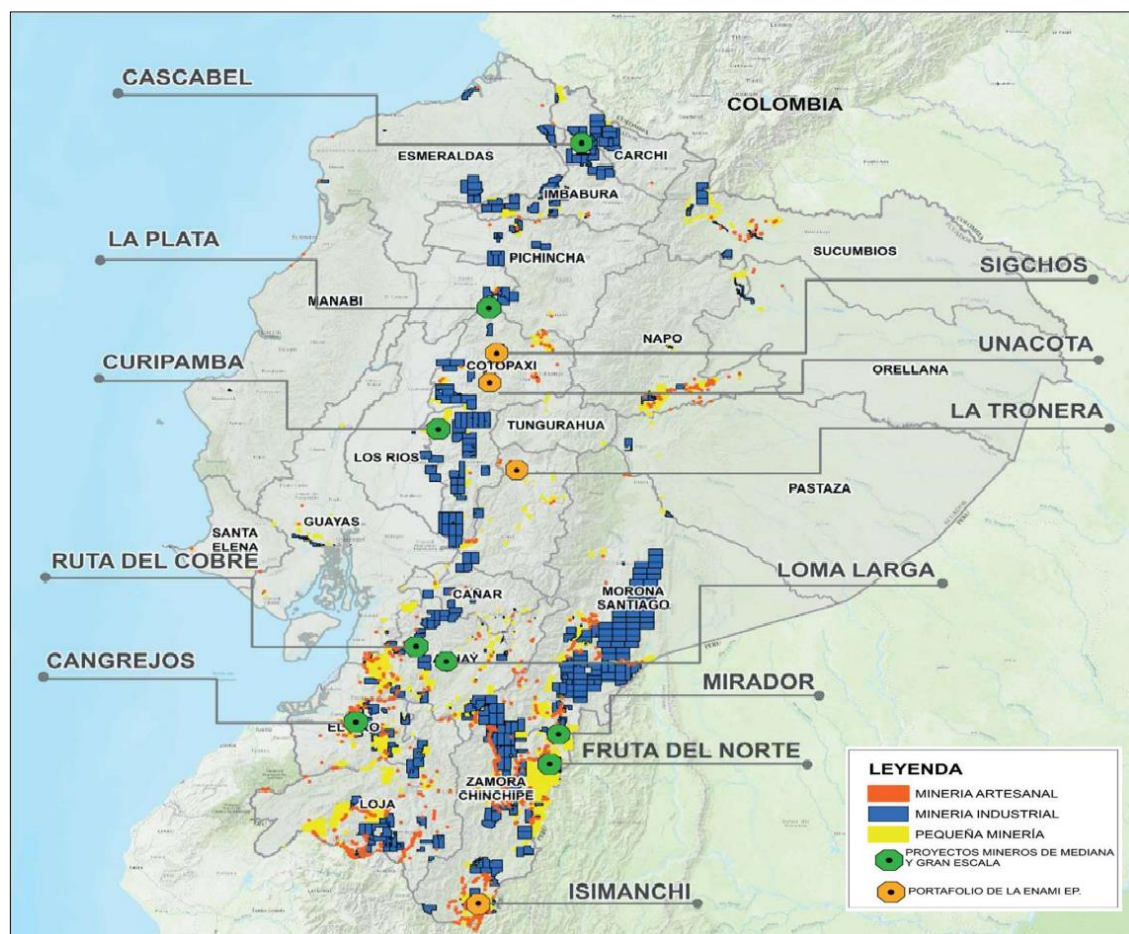 CASCABEL
COLOMBIA
ESMERALDAS
CARCHI
IMBABURA
LA PLATA
PICHINCHA
SUCUMBIOS
SIGCHOS
MANABI
NAPO
CURIPAMBA
COTOPAXI
UNACOTA
ORELLANA
LA TRONERA
TUNGURAHUA
LOS RIOS
PASTAZA
GUAYAS
SANTA
ELENA
RUTA DEL COBRE
LOMA LARGA
CAÑAR
MORONA
SANTIAGO
CANGREJOS
MIRADOR
FRUTA DEL NORTE
ZAMORA
CHINCHIPE
LOJA
ISIMANCHI
LEYENDA
MINERIA ARTESANAL
MINERIA INDUSTRIAL
PEQUEÑA MINERÍA
PROYECTOS MINEROS DE MEDIANA
Y GRAN ESCALA
PORTAFOLIO DE LA ENAMI EP.